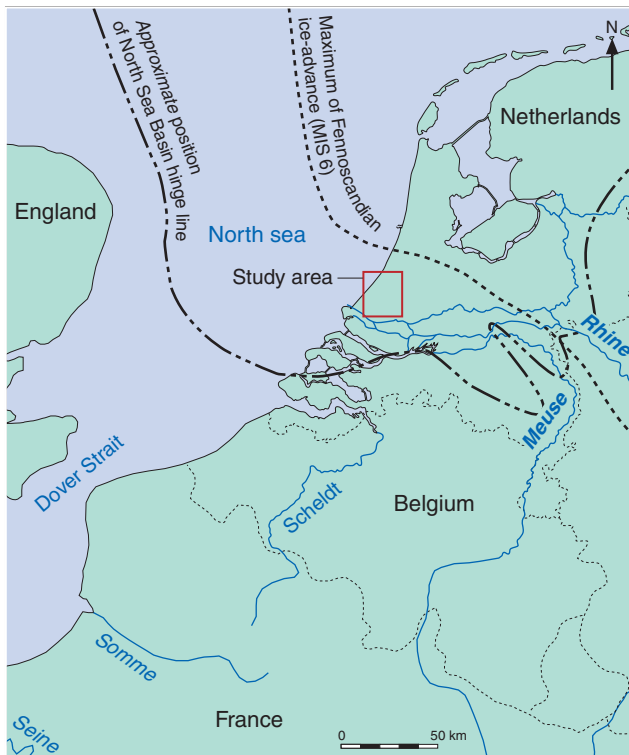 Approximate position
of North Sea Basin hinge line
Maximum of Fennoscandian
ice-advance (MIS 6)
N
Netherlands
England
North sea
Study area
Rhine
Meuse
Dover Strait
Scheldt
Belgium
Somme
France
Seine
0 50 km